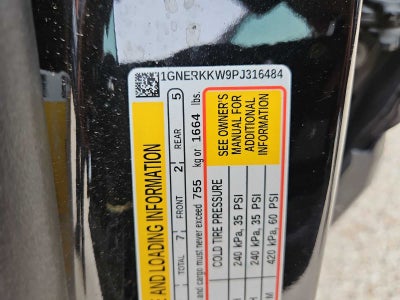 1GNERKKW9PJ316484
AND LOADING INFORMATION
TOTAL 7 FRONT 2 REAR 5
and cargo must never exceed 755 kg or 1664 lbs.
COLD TIRE PRESSURE
240 kPa, 35 PSI
240 kPa, 35 PSI
420 kPa, 60 PSI
SEE OWNER'S
MANUAL FOR
ADDITIONAL
INFORMATION